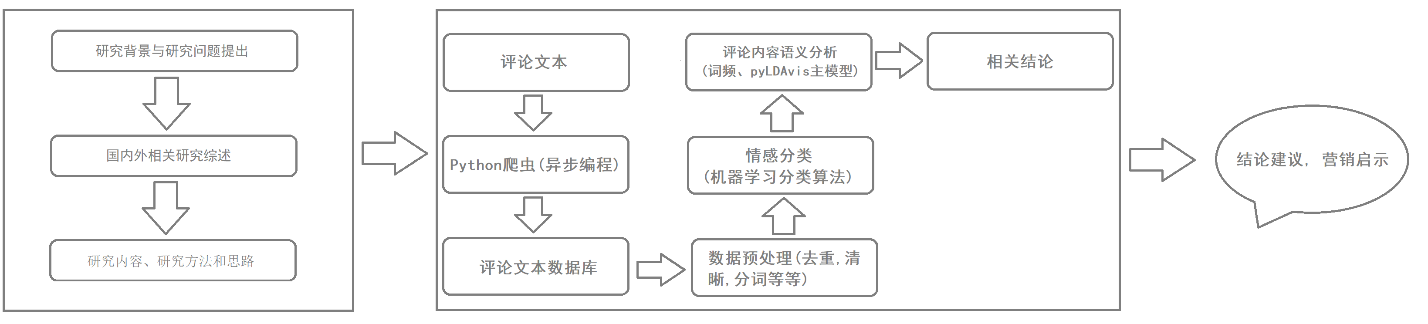 研究背景与研究问题提出
国内外相关研究综述
研究内容、研究方法和思路
评论文本
Python爬虫(异步编程)
评论文本数据库
数据预处理(去重,清
晰,分词等等)
情感分类
(机器学习分类算法)
评论内容语义分析
(词频、pyLDAvis主模型)
相关结论
结论建议，营销启示